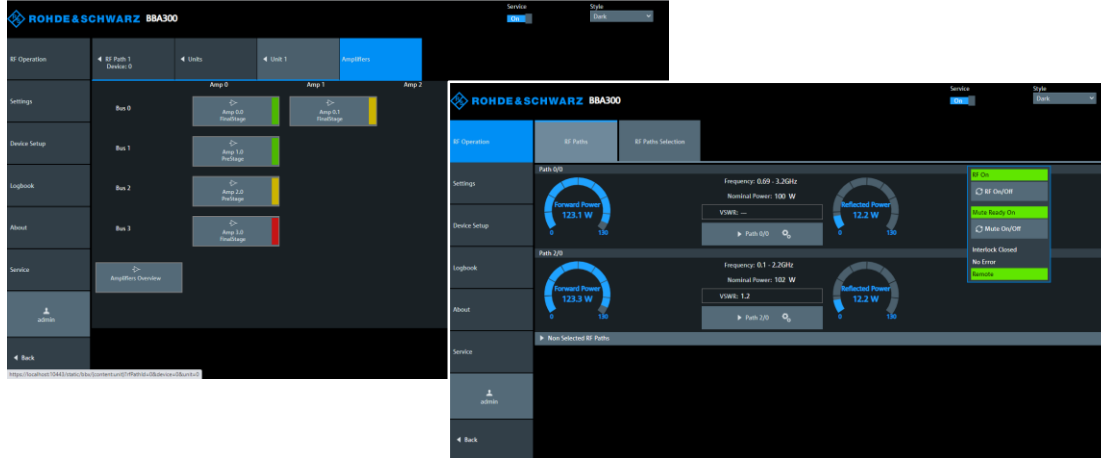 ROHDE & SCHWARZ BBA300
Service
On
Style
Dark
RF Operation
RF Path 1
Device: 0
Units
Unit 1
Amplifiers
Settings
Device Setup
Logbook
About
Service
admin
Back
Amp 0
Amp 1
Amp 2
Bus 0
Amp 0.0
FinalStage
Amp 0.1
FinalStage
Bus 1
Amp 1.0
PreStage
Bus 2
Amp 2.0
PreStage
Bus 3
Amp 3.0
FinalStage
Amplifiers Overview
ROHDE & SCHWARZ BBA300
Service
On
Style
Dark
RF Operation
RF Paths
RF Paths Selection
Settings
Device Setup
Logbook
About
Service
admin
Back
Path 0/0
Forward Power
123.1 W
0 130
Frequency: 0.69 - 3.2GHz
Nominal Power: 100 W
VSWR: ---
Path 0/0
Reflected Power
12.2 W
0 130
Path 2/0
Forward Power
123.3 W
0 130
Frequency: 0.1 - 2.2GHz
Nominal Power: 102 W
VSWR: 1.2
Path 2/0
Reflected Power
12.2 W
0 130
Non Selected RF Paths
RF On
RF On/Off
Mute Ready On
Mute On/Off
Interlock Closed
No Error
Remote